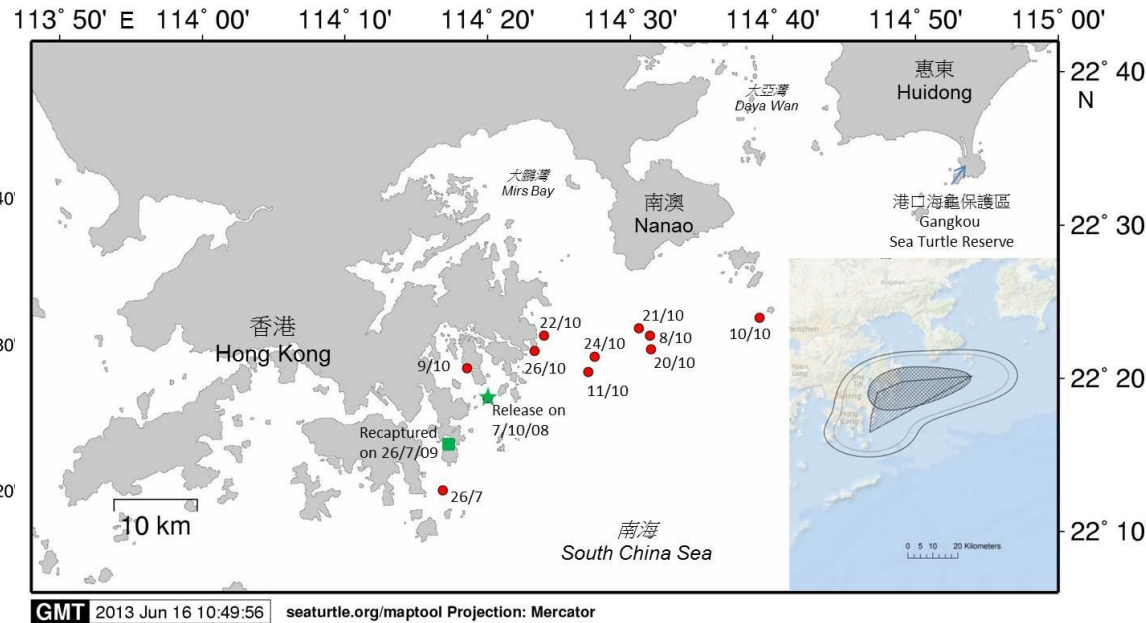 113° 50' E 114° 00' 114° 10' 114° 20' 114° 30' 114° 40' 114° 50' 115° 00'
22° 40'
N
惠東
Huidong
大亞灣
Daya Wan
大鵬灣
Mirs Bay
南澳
Nanao
港口海龜保護區
Gangkou
Sea Turtle Reserve
40'
22° 30'
香港
Hong Kong
22/10
21/10
8/10
10/10
24/10
20/10
9/10
26/10
11/10
30'
22° 20'
Release on
7/10/08
Recaptured
on 26/7/09
26/7
20'
10 km
22° 10'
南海
South China Sea
Hong
Kong
0 5 10 20 Kilometers
GMT 2013 Jun 16 10:49:56 seaturtle.org/maptool Projection: Mercator